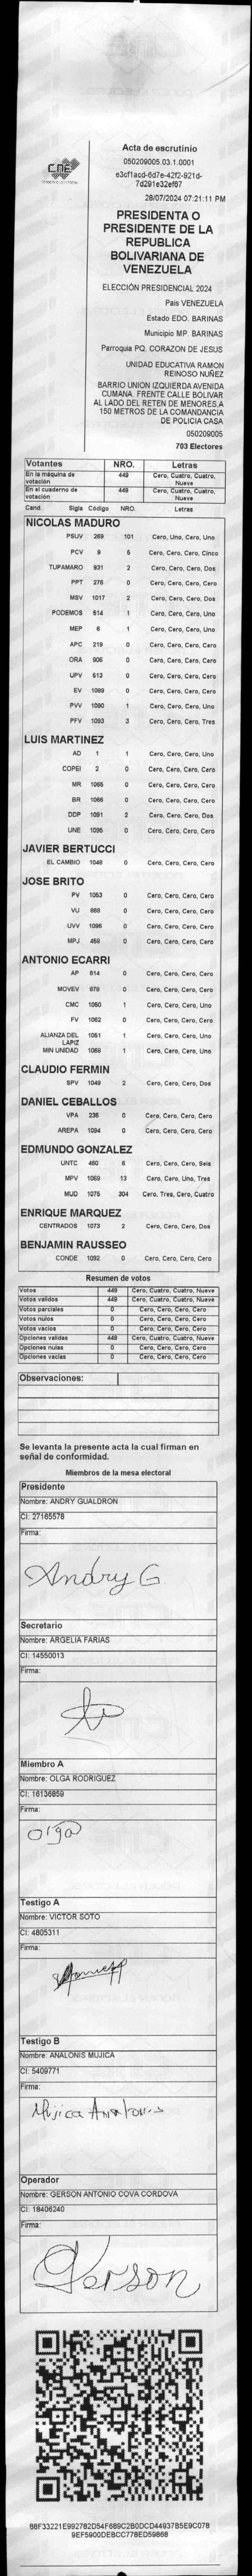 CNE
Acta de escrutinio
050209005.03.1.0001
e3cf1acd-6d7e-42f2-921d-
7d291e32ef67
28/07/2024 07:21:11 PM
PRESIDENTA O
PRESIDENTE DE LA
REPUBLICA
BOLIVARIANA DE
VENEZUELA
ELECCIÓN PRESIDENCIAL 2024
Pais VENEZUELA
Estado EDO. BARINAS
Municipio MP. BARINAS
Parroquia PQ. CORAZON DE JESUS
UNIDAD EDUCATIVA RAMON
REINOSO NUÑEZ
BARRIO UNION IZQUIERDA AVENIDA
CUMANA. FRENTE CALLE BOLIVAR
AL LADO DEL RETEN DE MENORES,A
150 METROS DE LA COMANDANCIA
DE POLICIA CASA
050209005
703 Electores
Votantes NRO. Letras
En la máquina de votación 449 Cero, Cuatro, Cuatro, Nueve
En el cuaderno de votación 449 Cero, Cuatro, Cuatro, Nueve
Cand. Sigla Código NRO. Letras
NICOLAS MADURO
PSUV 269 101 Cero, Uno, Cero, Uno
PCV 9 5 Cero, Cero, Cero, Cinco
TUPAMARO 931 2 Cero, Cero, Cero, Dos
PPT 276 0 Cero, Cero, Cero, Cero
MSV 1017 2 Cero, Cero, Cero, Dos
PODEMOS 514 1 Cero, Cero, Cero, Uno
MEP 6 1 Cero, Cero, Cero, Uno
APC 219 0 Cero, Cero, Cero, Cero
ORA 906 0 Cero, Cero, Cero, Cero
UPV 513 0 Cero, Cero, Cero, Cero
EV 1089 0 Cero, Cero, Cero, Cero
PVV 1090 1 Cero, Cero, Cero, Uno
PFV 1093 3 Cero, Cero, Cero, Tres
LUIS MARTINEZ
AD 1 1 Cero, Cero, Cero, Uno
COPEI 2 0 Cero, Cero, Cero, Cero
MR 1065 0 Cero, Cero, Cero, Cero
BR 1066 0 Cero, Cero, Cero, Cero
DDP 1091 2 Cero, Cero, Cero, Dos
UNE 1095 0 Cero, Cero, Cero, Cero
JAVIER BERTUCCI
EL CAMBIO 1048 0 Cero, Cero, Cero, Cero
JOSE BRITO
PV 1053 0 Cero, Cero, Cero, Cero
VU 868 0 Cero, Cero, Cero, Cero
UVV 1096 0 Cero, Cero, Cero, Cero
MPJ 458 0 Cero, Cero, Cero, Cero
ANTONIO ECARRI
AP 814 0 Cero, Cero, Cero, Cero
MOVEV 878 0 Cero, Cero, Cero, Cero
CMC 1050 1 Cero, Cero, Cero, Uno
FV 1062 0 Cero, Cero, Cero, Cero
ALIANZA DEL LAPIZ 1051 1 Cero, Cero, Cero, Uno
MIN UNIDAD 1068 1 Cero, Cero, Cero, Uno
CLAUDIO FERMIN
SPV 1049 2 Cero, Cero, Cero, Dos
DANIEL CEBALLOS
VPA 236 0 Cero, Cero, Cero, Cero
AREPA 1094 0 Cero, Cero, Cero, Cero
EDMUNDO GONZALEZ
UNTC 460 6 Cero, Cero, Cero, Seis
MPV 1069 13 Cero, Cero, Uno, Tres
MUD 1075 304 Cero, Tres, Cero, Cuatro
ENRIQUE MARQUEZ
CENTRADOS 1073 2 Cero, Cero, Cero, Dos
BENJAMIN RAUSSEO
CONDE 1092 0 Cero, Cero, Cero, Cero
Resumen de votos
Votos 449 Cero, Cuatro, Cuatro, Nueve
Votos validos 449 Cero, Cuatro, Cuatro, Nueve
Votos parciales 0 Cero, Cero, Cero, Cero
Votos nulos 0 Cero, Cero, Cero, Cero
Votos vacios 0 Cero, Cero, Cero, Cero
Opciones validas 449 Cero, Cuatro, Cuatro, Nueve
Opciones nulas 0 Cero, Cero, Cero, Cero
Opciones vacias 0 Cero, Cero, Cero, Cero
Observaciones:
Se levanta la presente acta la cual firman en
señal de conformidad.
Miembros de la mesa electoral
Presidente
Nombre: ANDRY GUALDRON
CI: 27165578
Firma:
Andry G
Secretario
Nombre: ARGELIA FARIAS
CI: 14550013
Firma:
Miembro A
Nombre: OLGA RODRIGUEZ
CI: 16136859
Firma:
Olga
Testigo A
Nombre: VICTOR SOTO
CI: 4805311
Firma:
Testigo B
Nombre: ANALONIS MUJICA
CI: 5409771
Firma:
Mujica Analonis
Operador
Nombre: GERSON ANTONIO COVA CORDOVA
CI: 18406240
Firma:
Gerson
88F33221E992782D54F689C2B0DCD44937B5E9C078
9EF5900DEBCC778ED59868